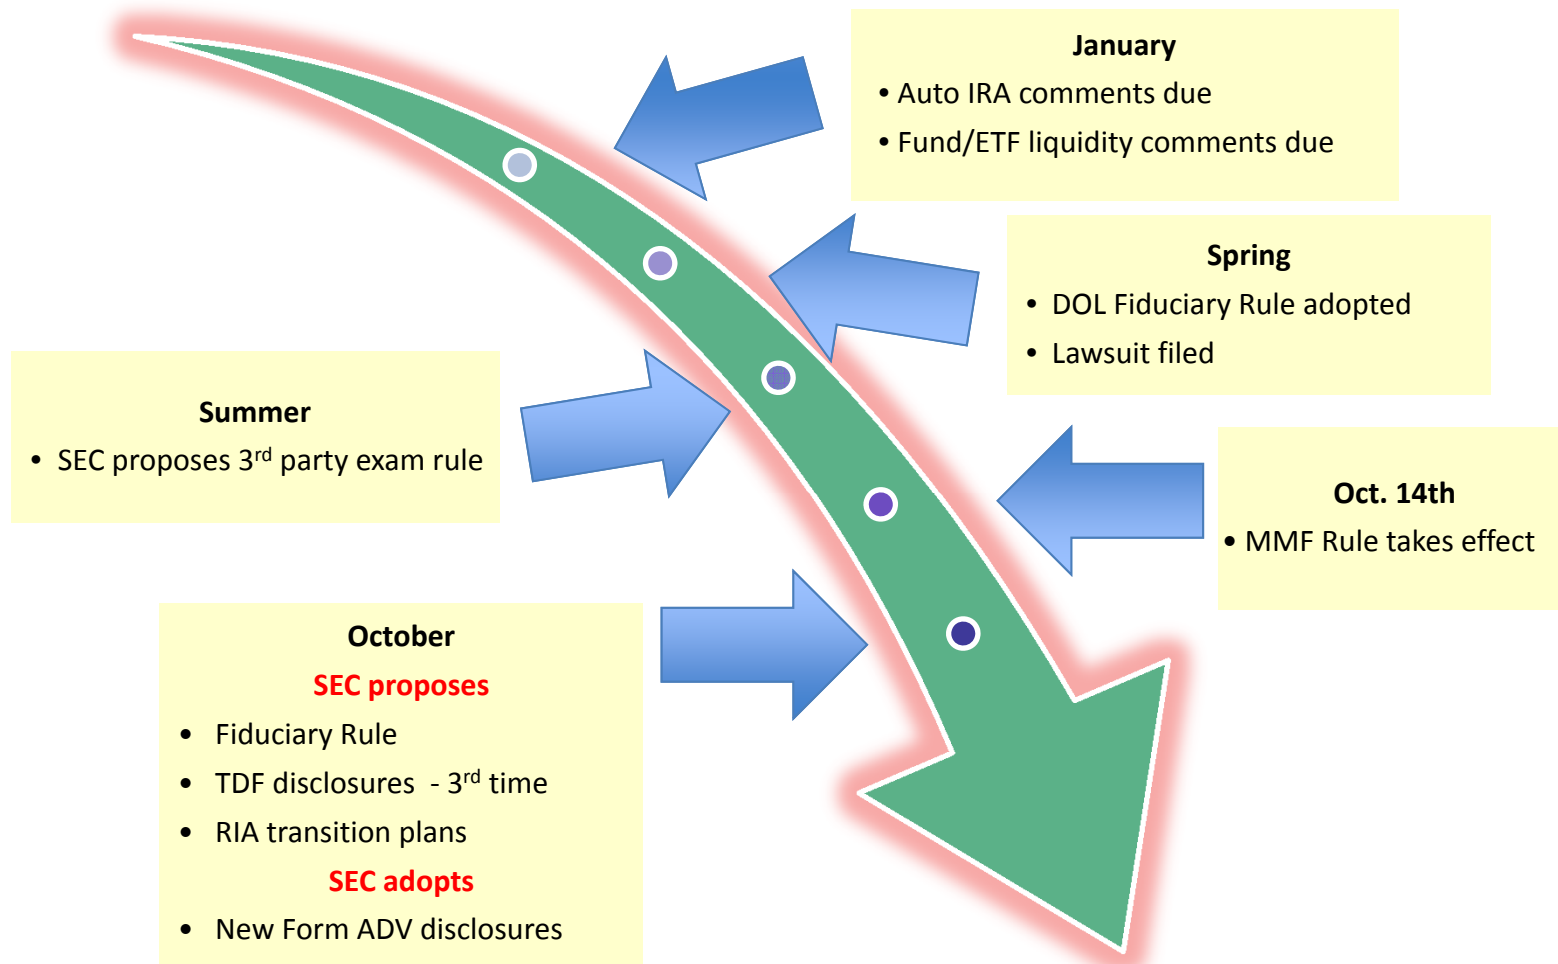 January
• Auto IRA comments due
• Fund/ETF liquidity comments due
Spring
• DOL Fiduciary Rule adopted
• Lawsuit filed
Summer
• SEC proposes 3rd party exam rule
Oct. 14th
• MMF Rule takes effect
October
SEC proposes
• Fiduciary Rule
• TDF disclosures - 3rd time
• RIA transition plans
SEC adopts
• New Form ADV disclosures